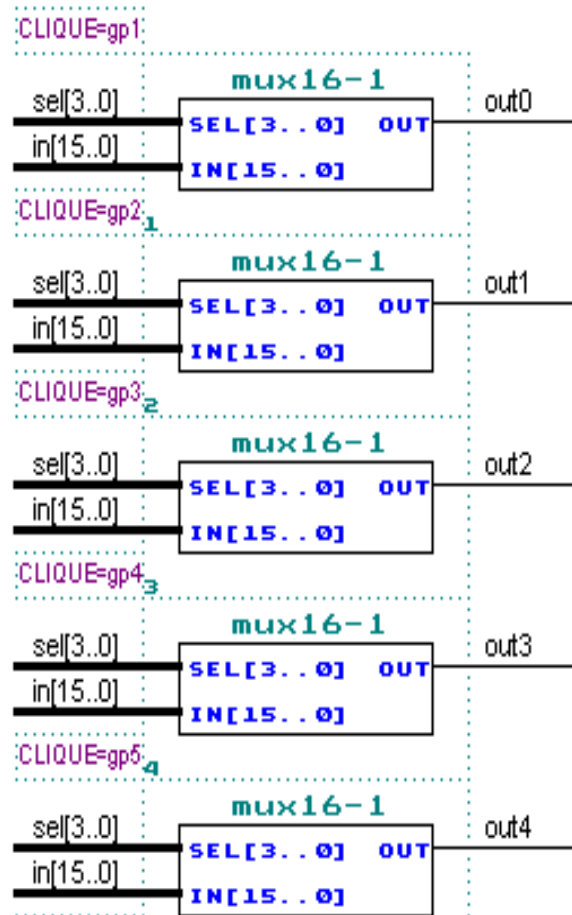 CLIQUE=gp1
mux16-1
sel[3..0] SEL[3..0] OUT out0
in[15..0] IN[15..0]
CLIQUE=gp2 1
mux16-1
sel[3..0] SEL[3..0] OUT out1
in[15..0] IN[15..0]
CLIQUE=gp3 2
mux16-1
sel[3..0] SEL[3..0] OUT out2
in[15..0] IN[15..0]
CLIQUE=gp4 3
mux16-1
sel[3..0] SEL[3..0] OUT out3
in[15..0] IN[15..0]
CLIQUE=gp5 4
mux16-1
sel[3..0] SEL[3..0] OUT out4
in[15..0] IN[15..0]